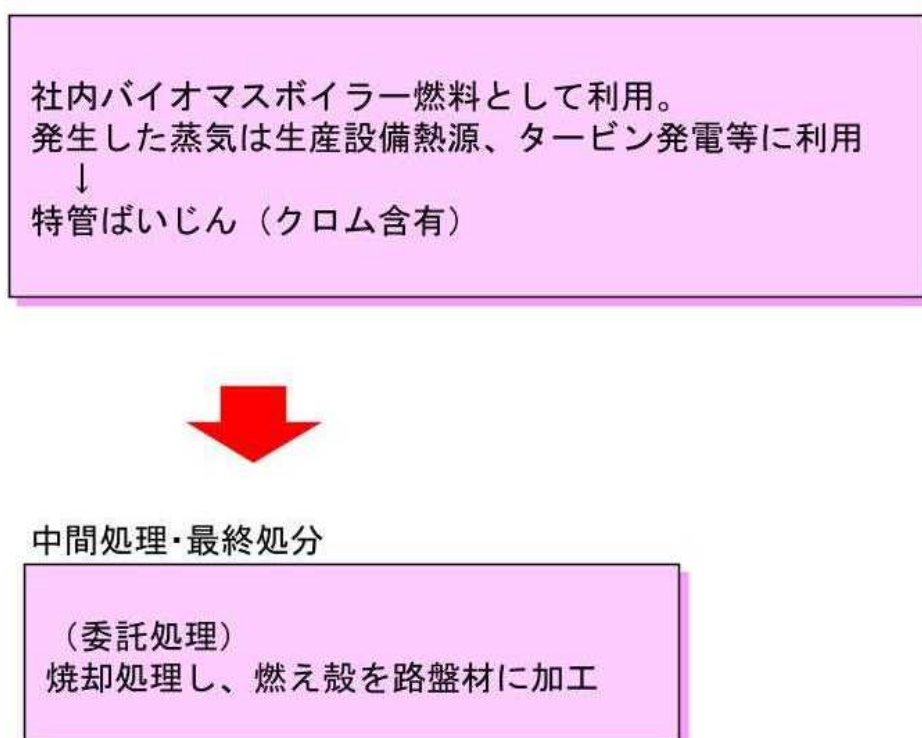 社内バイオマスボイラー燃料として利用。
発生した蒸気は生産設備熱源、タービン発電等に利用
↓
特管ばいじん（クロム含有）
中間処理・最終処分
（委託処理）
焼却処理し、燃え殻を路盤材に加工